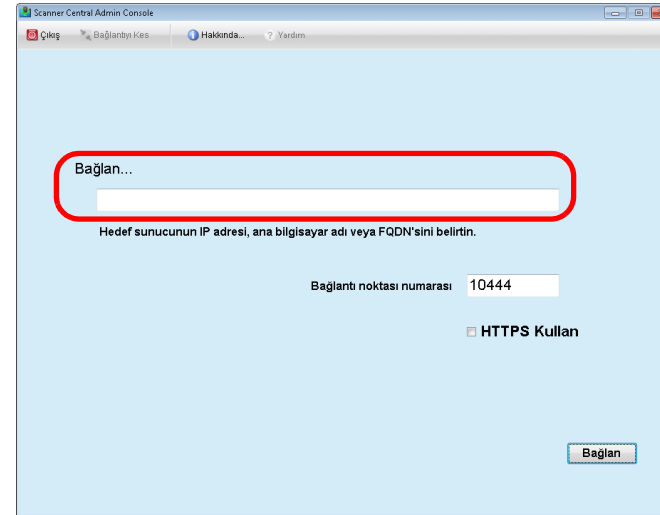 Scanner Central Admin Console
Çıkış Bağlantıyı Kes Hakkında... ? Yardım
Bağlan...
Hedef sunucunun IP adresi, ana bilgisayar adı veya FQDN'sini belirtin.
Bağlantı noktası numarası 10444
HTTPS Kullan
Bağlan